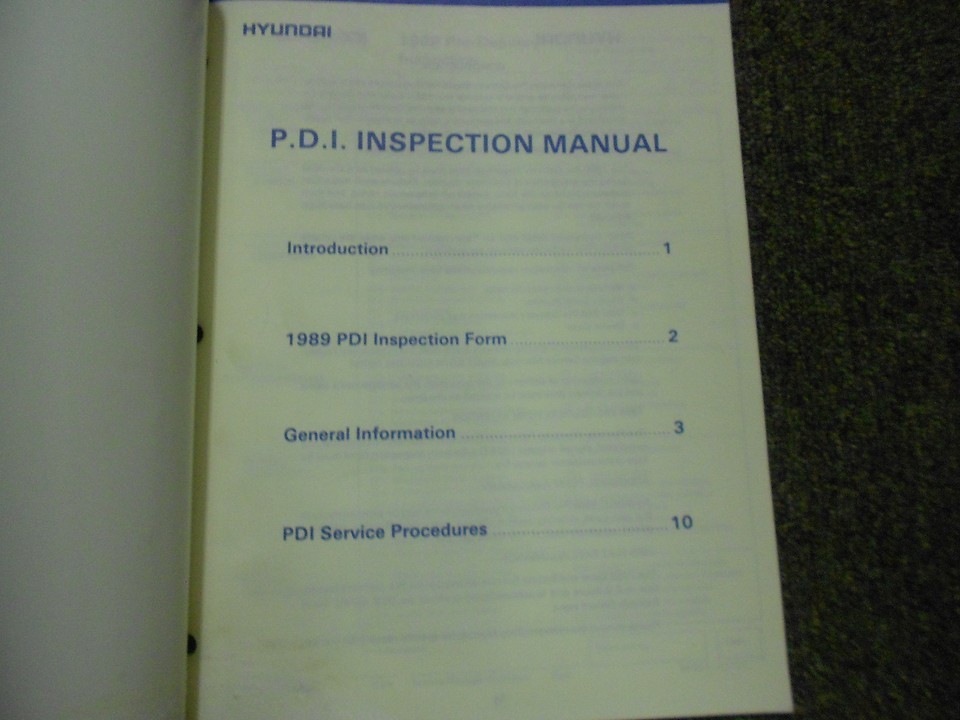 HYUNDAI
P.D.I. INSPECTION MANUAL
Introduction 1
1989 PDI Inspection Form 2
General Information 3
PDI Service Procedures 10